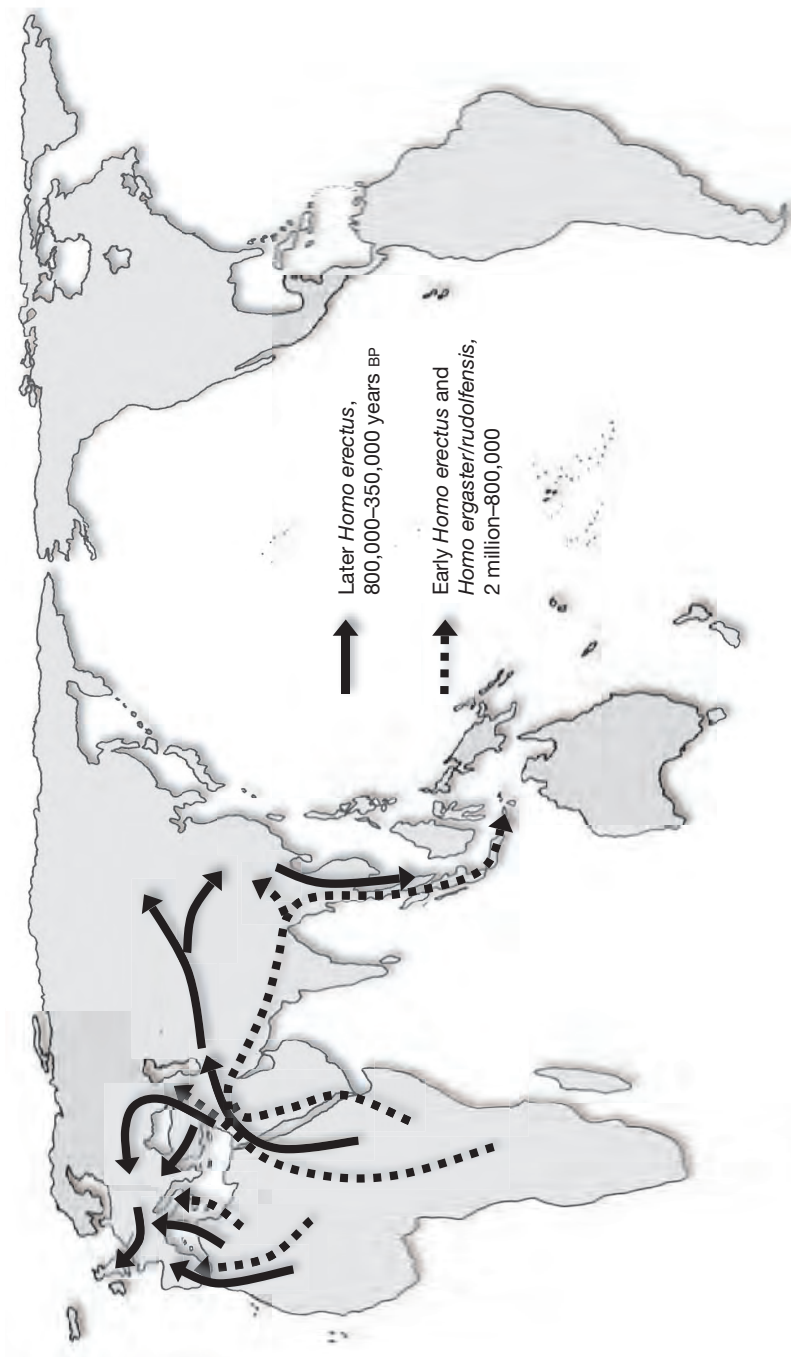 Later Homo erectus,
800,000–350,000 years BP
Early Homo erectus and
Homo ergaster/rudolfensis,
2 million–800,000